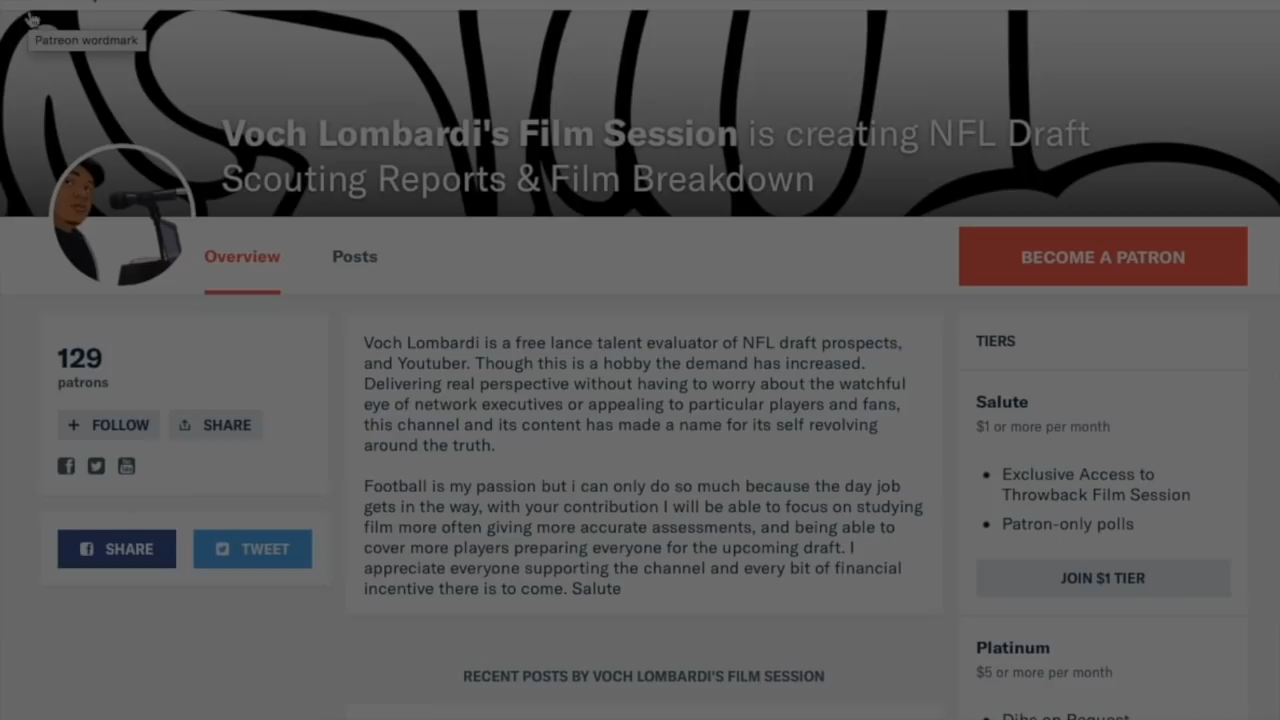 Patreon wordmark
Voch Lombardi's Film Session is creating NFL Draft
Scouting Reports & Film Breakdown
Overview
Posts
BECOME A PATRON
129
patrons
+ FOLLOW
SHARE
SHARE
TWEET
Voch Lombardi is a free lance talent evaluator of NFL draft prospects,
and Youtuber. Though this is a hobby the demand has increased.
Delivering real perspective without having to worry about the watchful
eye of network executives or appealing to particular players and fans,
this channel and its content has made a name for its self revolving
around the truth.
Football is my passion but i can only do so much because the day job
gets in the way, with your contribution I will be able to focus on studying
film more often giving more accurate assessments, and being able to
cover more players preparing everyone for the upcoming draft. I
appreciate everyone supporting the channel and every bit of financial
incentive there is to come. Salute
RECENT POSTS BY VOCH LOMBARDI'S FILM SESSION
TIERS
Salute
$1 or more per month
• Exclusive Access to
Throwback Film Session
• Patron-only polls
JOIN $1 TIER
Platinum
$5 or more per month
• Dibs on Request